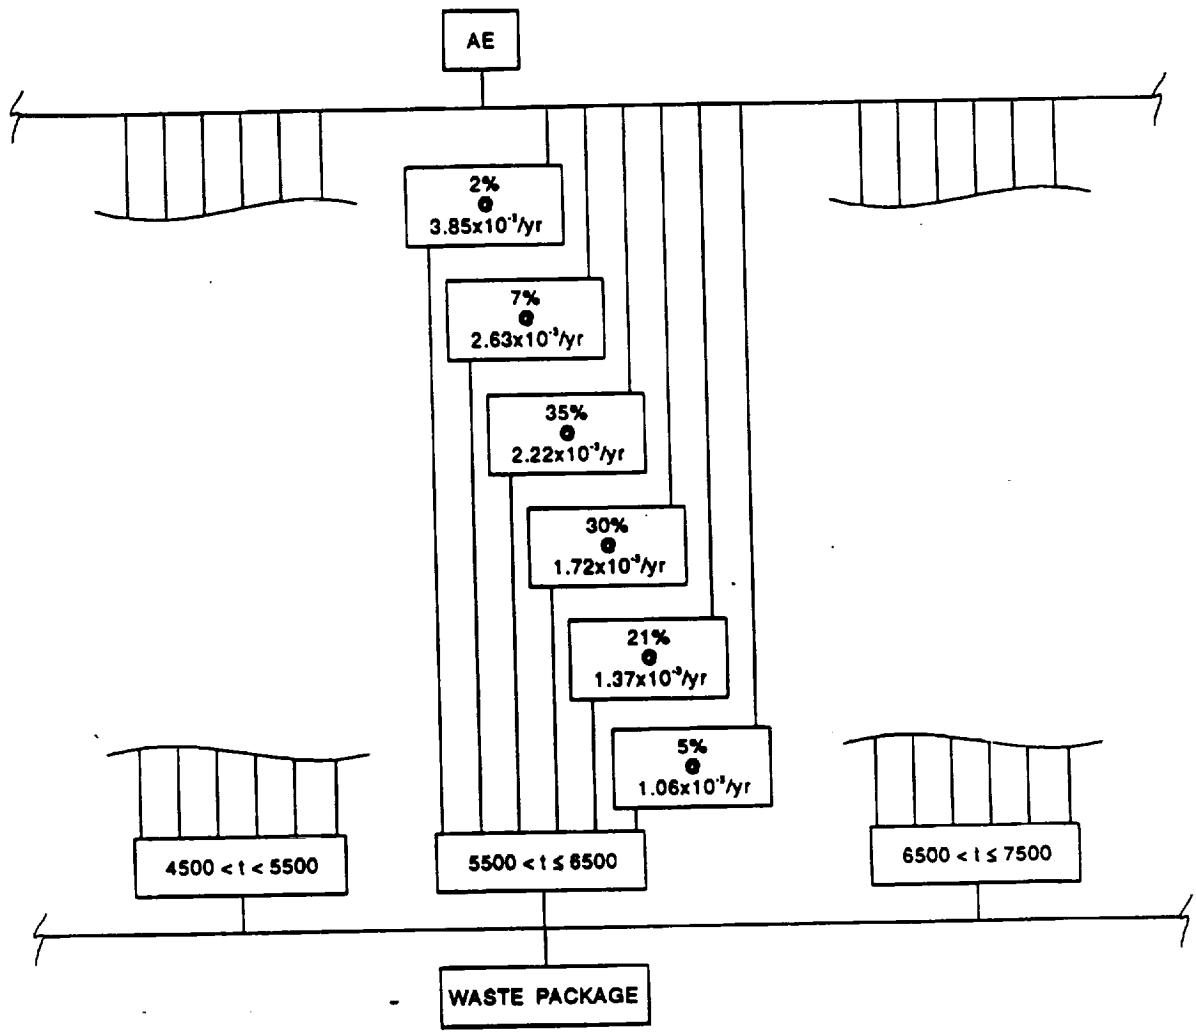 AE
2%
@
3.85x10⁻³/yr
7%
@
2.63x10⁻³/yr
35%
@
2.22x10⁻³/yr
30%
@
1.72x10⁻³/yr
21%
@
1.37x10⁻³/yr
5%
@
1.06x10⁻³/yr
4500 < t < 5500
5500 < t ≤ 6500
6500 < t ≤ 7500
WASTE PACKAGE